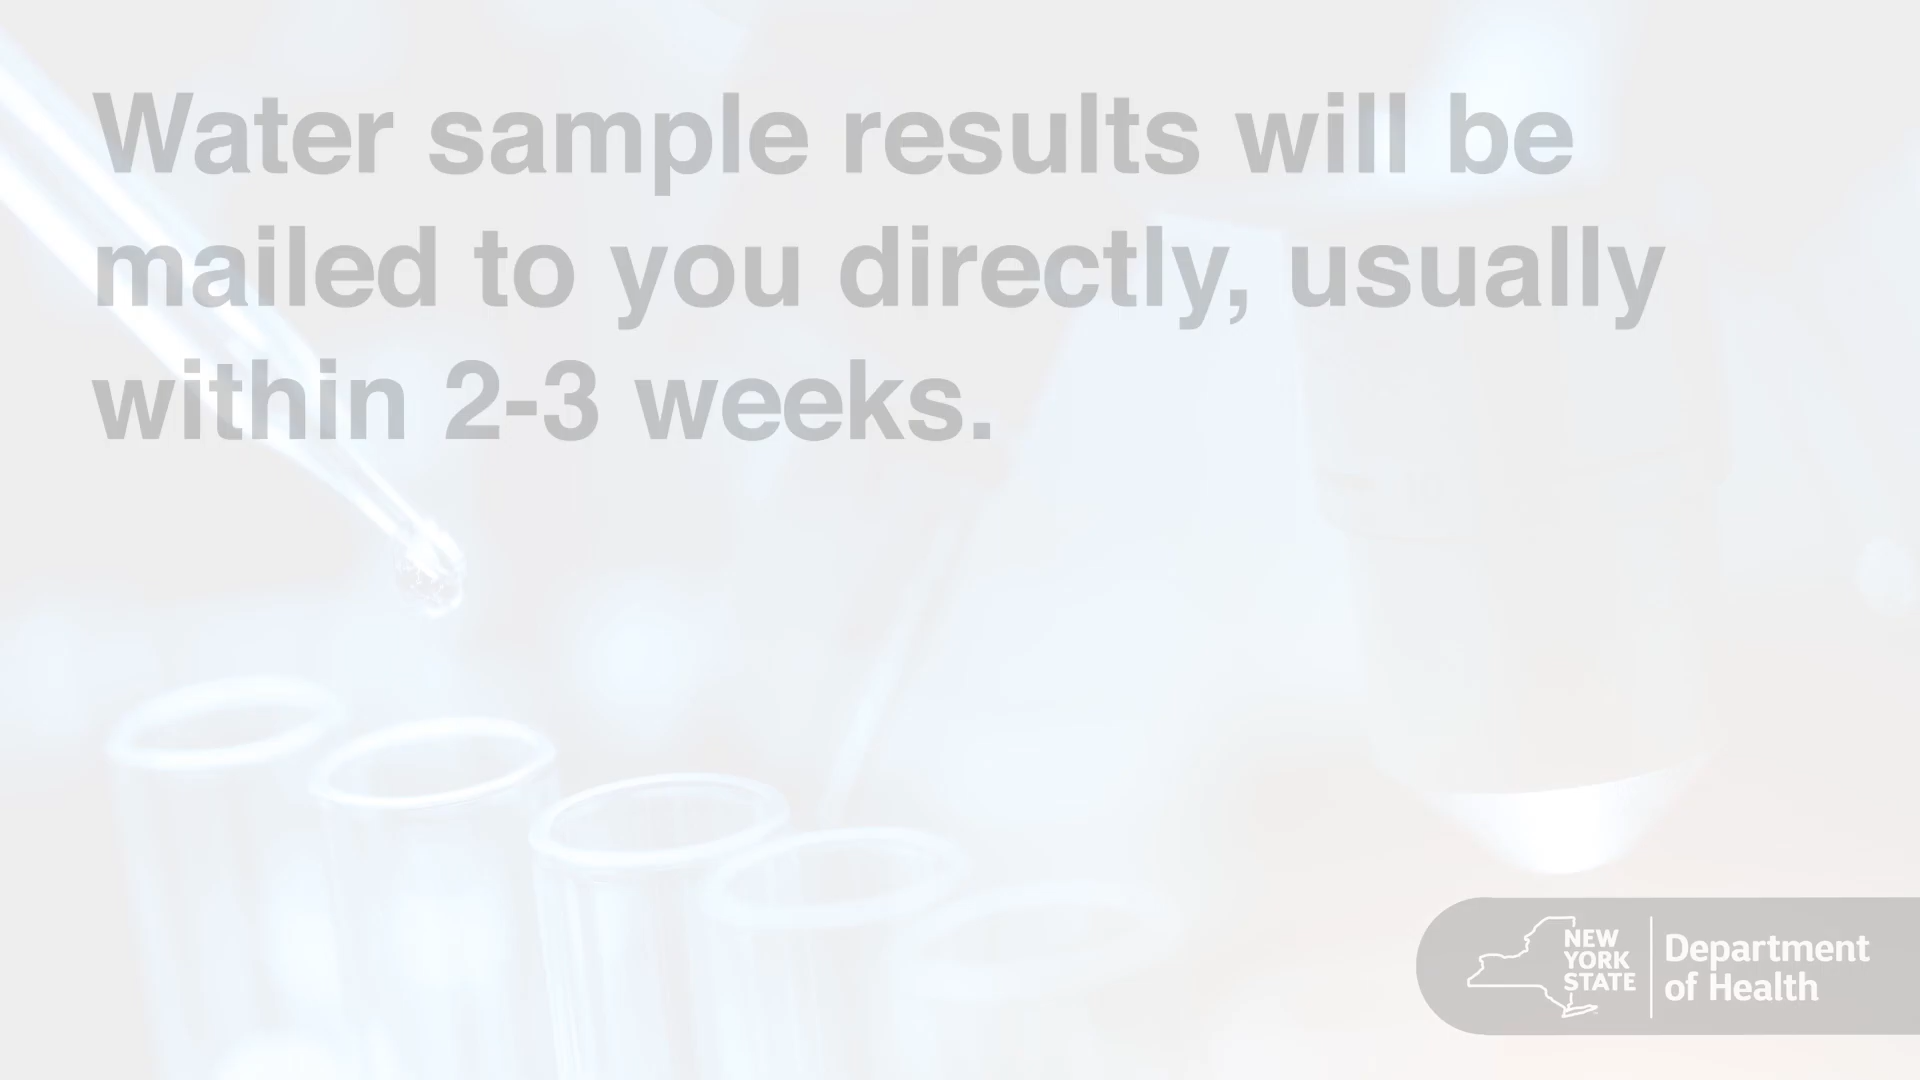 Water sample results will be
mailed to you directly, usually
within 2-3 weeks.
NEW
YORK
STATE
Department
of Health